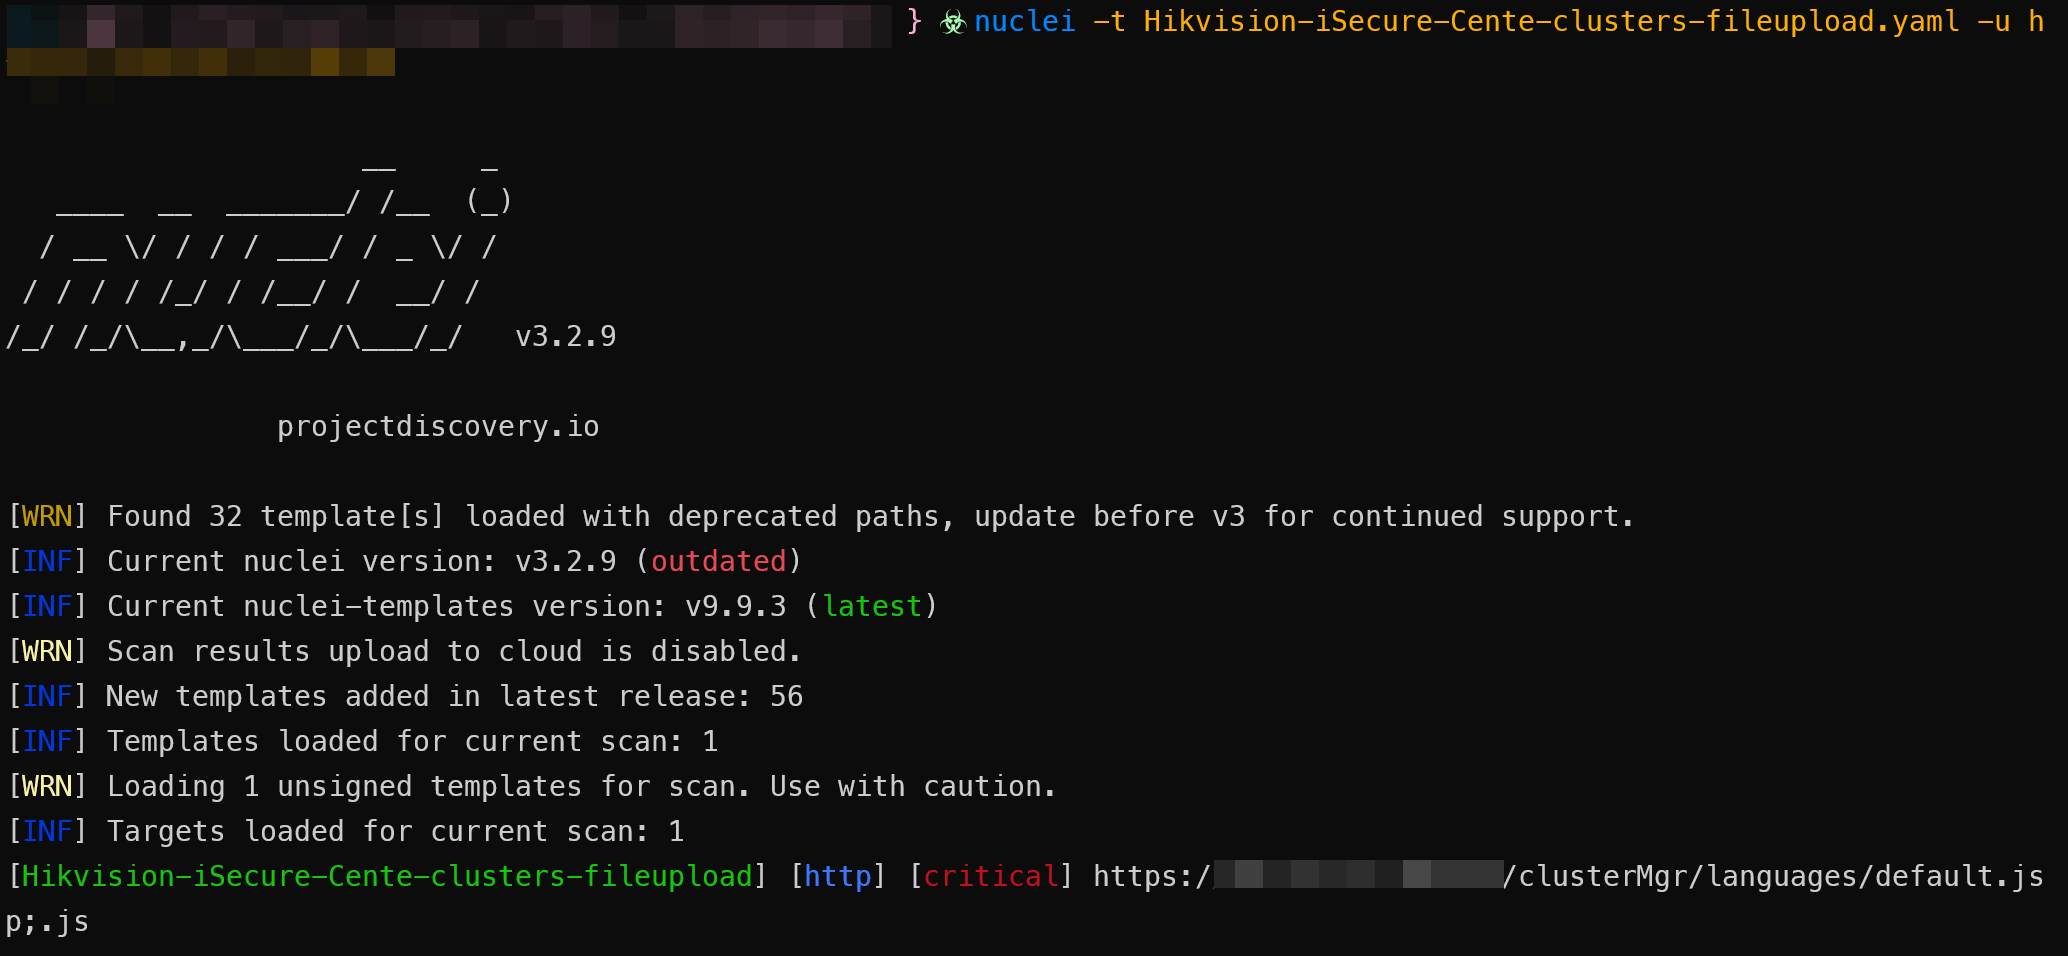 } ☣ nuclei -t Hikvision-iSecure-Cente-clusters-fileupload.yaml -u h
                     __     _
   ____  __  _______/ /__  (_)
  / __ \/ / / / ___/ / _ \/ /
 / / / / /_/ / /__/ /  __/ /
/_/ /_/\__,_/\___/_/\___/_/   v3.2.9
projectdiscovery.io
[WRN] Found 32 template[s] loaded with deprecated paths, update before v3 for continued support.
[INF] Current nuclei version: v3.2.9 (outdated)
[INF] Current nuclei-templates version: v9.9.3 (latest)
[WRN] Scan results upload to cloud is disabled.
[INF] New templates added in latest release: 56
[INF] Templates loaded for current scan: 1
[WRN] Loading 1 unsigned templates for scan. Use with caution.
[INF] Targets loaded for current scan: 1
[Hikvision-iSecure-Cente-clusters-fileupload] [http] [critical] https:/ /clusterMgr/languages/default.js
p;.js